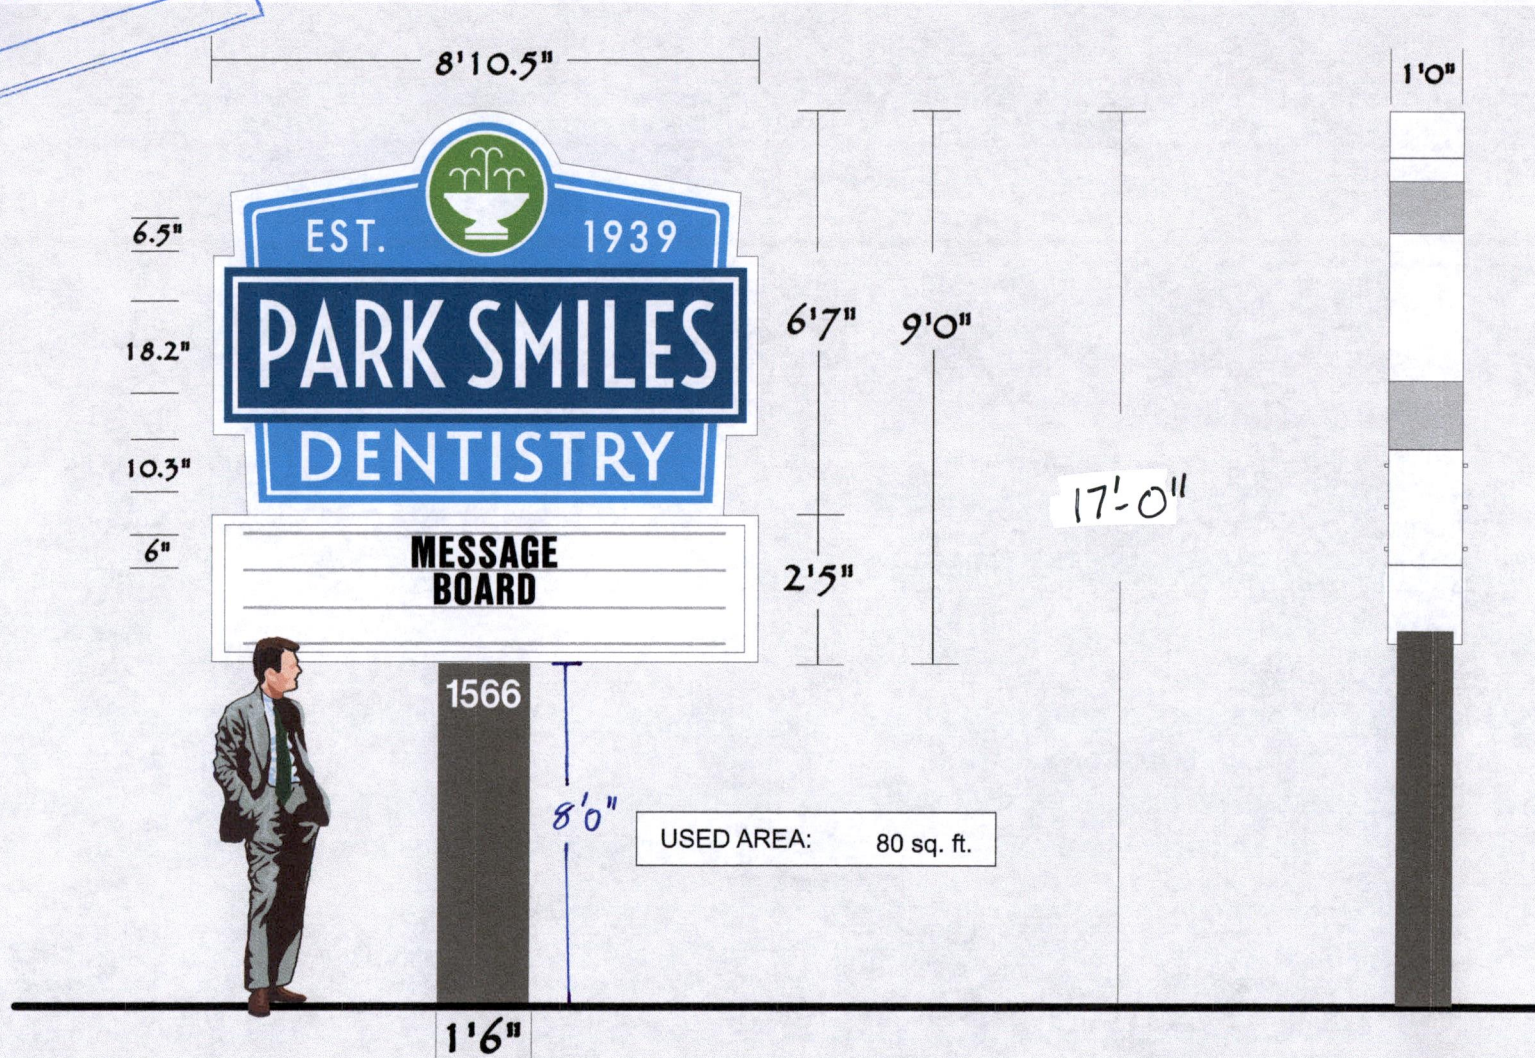 8'10.5"
1'0"
EST. 1939
6.5"
PARK SMILES
18.2"
6'7"
9'0"
DENTISTRY
10.3"
17'-0"
MESSAGE
BOARD
6"
2'5"
1566
8'0"
USED AREA: 80 sq. ft.
1'6"